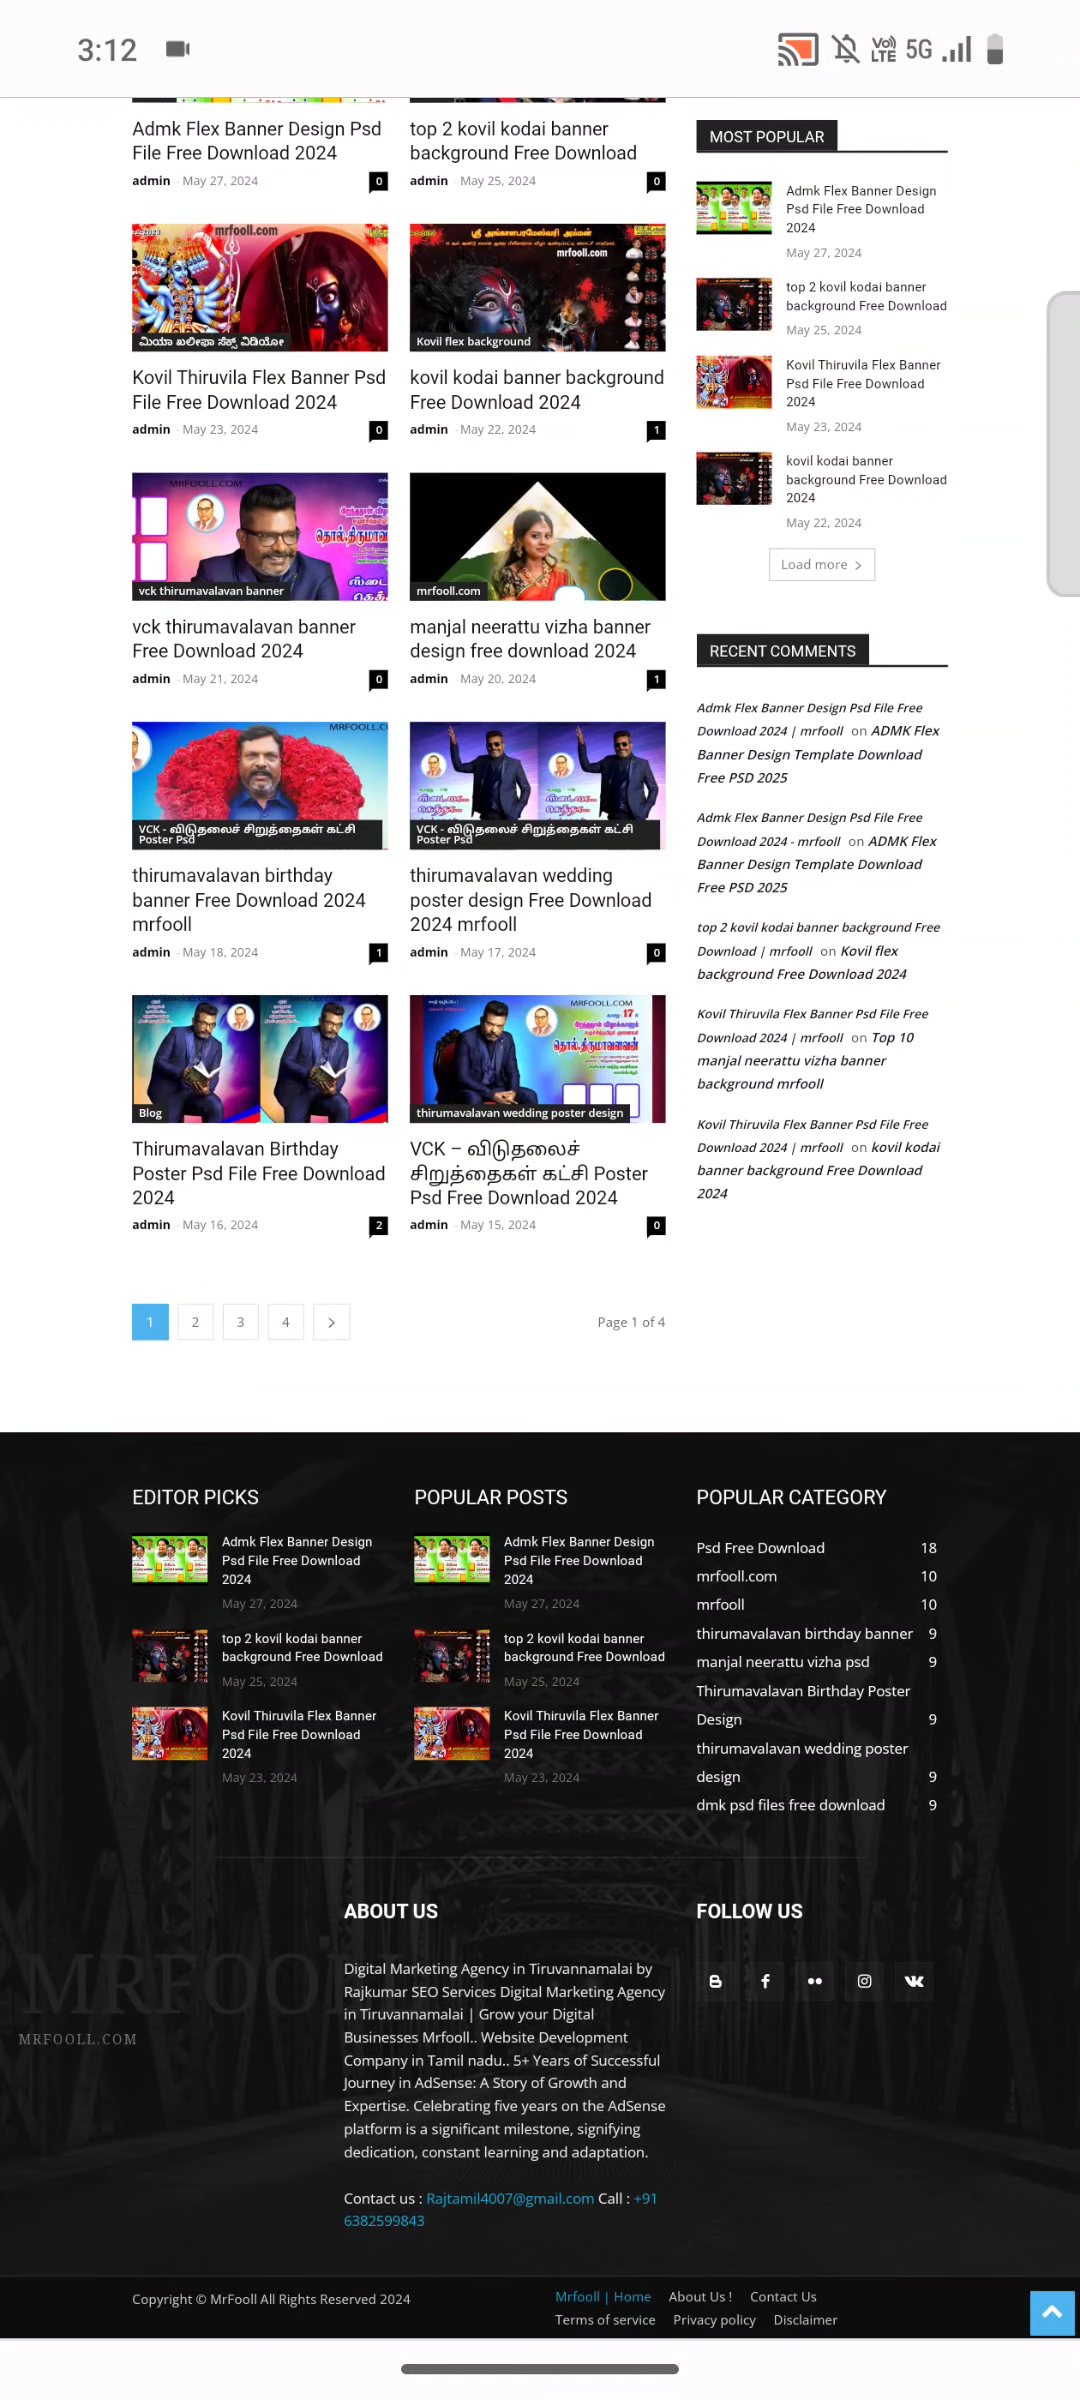 3:12
Vo)) LTE 5G
Admk Flex Banner Design Psd
File Free Download 2024
admin - May 27, 2024 0
top 2 kovil kodai banner
background Free Download
admin - May 25, 2024 0
mrfooll.com
ಮಿಯಾ ಖಲೀಫಾ ಸೆಕ್ಸ್ ವಿಡಿಯೋ
Kovil Thiruvila Flex Banner Psd
File Free Download 2024
admin - May 23, 2024 0
ஸ்ரீ அங்காளபரமேஸ்வரி அம்மன்
mrfooll.com
Kovil flex background
kovil kodai banner background
Free Download 2024
admin - May 22, 2024 1
MRFOOLL.COM
vck thirumavalavan banner
vck thirumavalavan banner
Free Download 2024
admin - May 21, 2024 0
mrfooll.com
manjal neerattu vizha banner
design free download 2024
admin - May 20, 2024 1
MRFOOLL.C
VCK - விடுதலைச் சிறுத்தைகள் கட்சி
Poster Psd
thirumavalavan birthday
banner Free Download 2024
mrfooll
admin - May 18, 2024 1
VCK - விடுதலைச் சிறுத்தைகள் கட்சி
Poster Psd
thirumavalavan wedding
poster design Free Download
2024 mrfooll
admin - May 17, 2024 0
Blog
Thirumavalavan Birthday
Poster Psd File Free Download
2024
admin - May 16, 2024 2
MRFOOLL.COM
தொல்.திருமாவளவன்
thirumavalavan wedding poster design
VCK – விடுதலைச்
சிறுத்தைகள் கட்சி Poster
Psd Free Download 2024
admin - May 15, 2024 0
1 2 3 4
Page 1 of 4
MOST POPULAR
Admk Flex Banner Design
Psd File Free Download
2024
May 27, 2024
top 2 kovil kodai banner
background Free Download
May 25, 2024
Kovil Thiruvila Flex Banner
Psd File Free Download
2024
May 23, 2024
kovil kodai banner
background Free Download
2024
May 22, 2024
Load more
RECENT COMMENTS
Admk Flex Banner Design Psd File Free
Download 2024 | mrfooll on ADMK Flex
Banner Design Template Download
Free PSD 2025
Admk Flex Banner Design Psd File Free
Download 2024 - mrfooll on ADMK Flex
Banner Design Template Download
Free PSD 2025
top 2 kovil kodai banner background Free
Download | mrfooll on Kovil flex
background Free Download 2024
Kovil Thiruvila Flex Banner Psd File Free
Download 2024 | mrfooll on Top 10
manjal neerattu vizha banner
background mrfooll
Kovil Thiruvila Flex Banner Psd File Free
Download 2024 | mrfooll on kovil kodai
banner background Free Download
2024
EDITOR PICKS
Admk Flex Banner Design
Psd File Free Download
2024
May 27, 2024
top 2 kovil kodai banner
background Free Download
May 25, 2024
Kovil Thiruvila Flex Banner
Psd File Free Download
2024
May 23, 2024
POPULAR POSTS
Admk Flex Banner Design
Psd File Free Download
2024
May 27, 2024
top 2 kovil kodai banner
background Free Download
May 25, 2024
Kovil Thiruvila Flex Banner
Psd File Free Download
2024
May 23, 2024
POPULAR CATEGORY
Psd Free Download 18
mrfooll.com 10
mrfooll 10
thirumavalavan birthday banner 9
manjal neerattu vizha psd 9
Thirumavalavan Birthday Poster
Design 9
thirumavalavan wedding poster
design 9
dmk psd files free download 9
MRFOO
MRFOOLL.COM
ABOUT US
Digital Marketing Agency in Tiruvannamalai by
Rajkumar SEO Services Digital Marketing Agency
in Tiruvannamalai | Grow your Digital
Businesses Mrfooll.. Website Development
Company in Tamil nadu.. 5+ Years of Successful
Journey in AdSense: A Story of Growth and
Expertise. Celebrating five years on the AdSense
platform is a significant milestone, signifying
dedication, constant learning and adaptation.
Contact us : Rajtamil4007@gmail.com Call : +91
6382599843
FOLLOW US
Copyright © MrFooll All Rights Reserved 2024
Mrfooll | Home About Us ! Contact Us
Terms of service Privacy policy Disclaimer